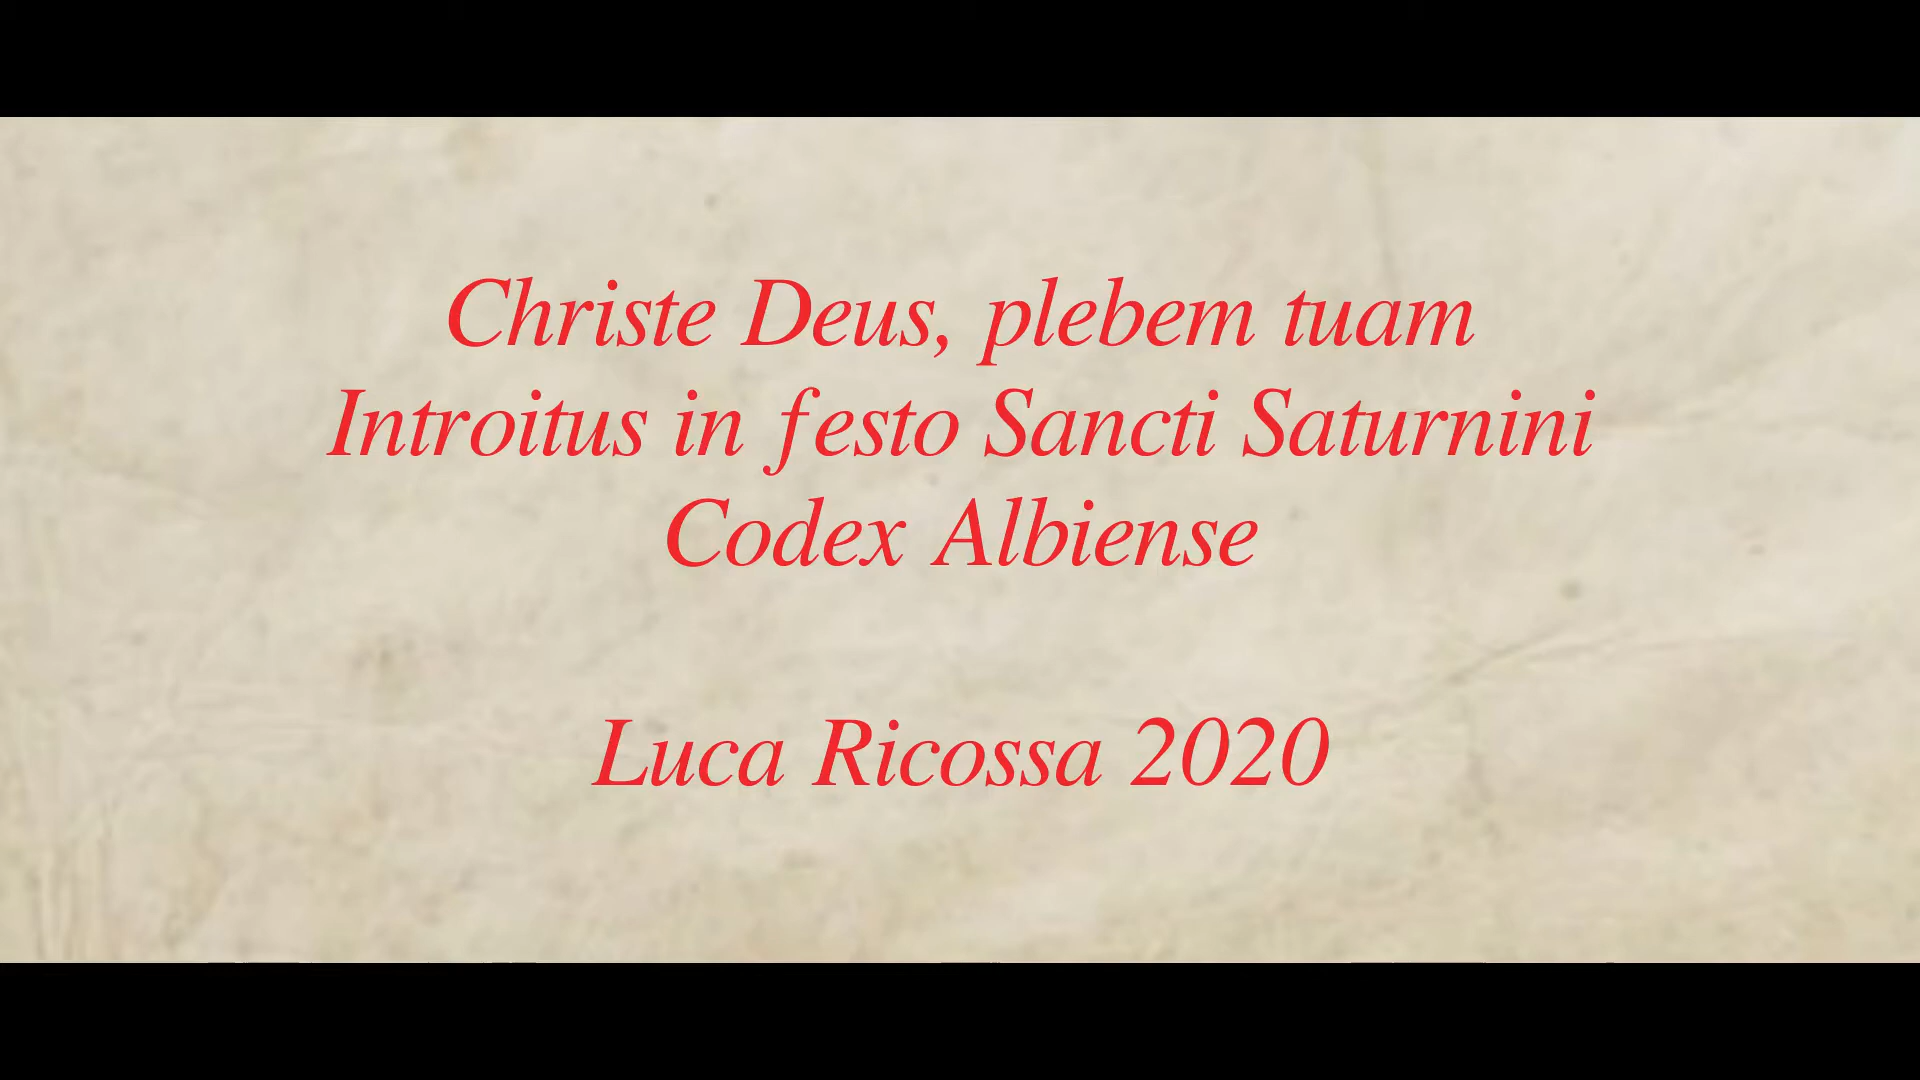 Christe Deus, plebem tuam
Introitus in festo Sancti Saturnini
Codex Albiense
Luca Ricossa 2020